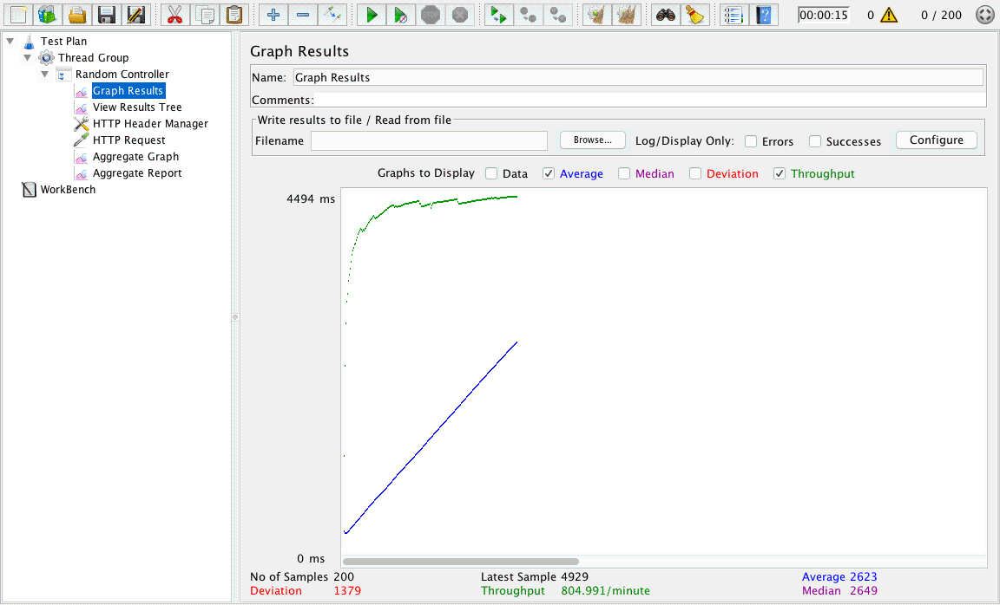 00:00:15 0 0 / 200
Test Plan
Thread Group
Random Controller
Graph Results
View Results Tree
HTTP Header Manager
HTTP Request
Aggregate Graph
Aggregate Report
WorkBench
Graph Results
Name: Graph Results
Comments:
Write results to file / Read from file
Filename Browse... Log/Display Only: Errors Successes Configure
Graphs to Display Data Average Median Deviation Throughput
4494 ms
0 ms
No of Samples 200 Latest Sample 4929 Average 2623
Deviation 1379 Throughput 804.991/minute Median 2649